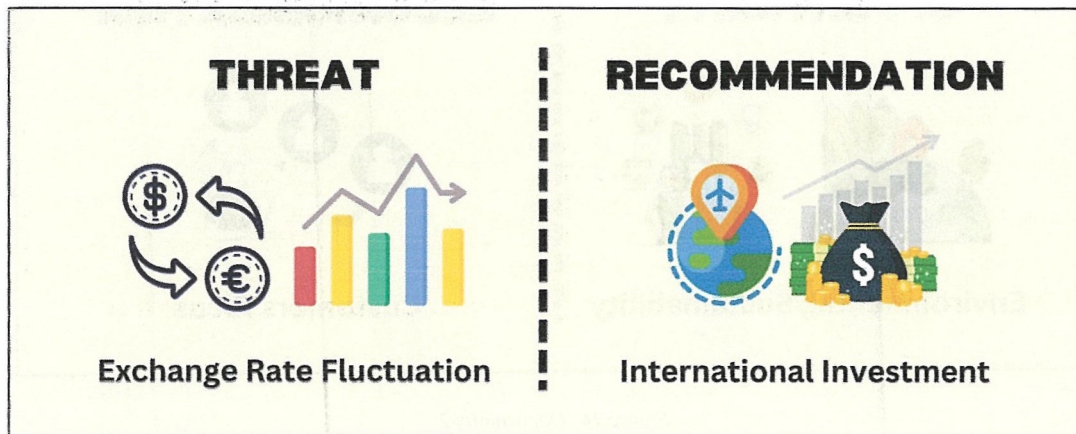 THREAT
RECOMMENDATION
$
€
$
Exchange Rate Fluctuation
International Investment